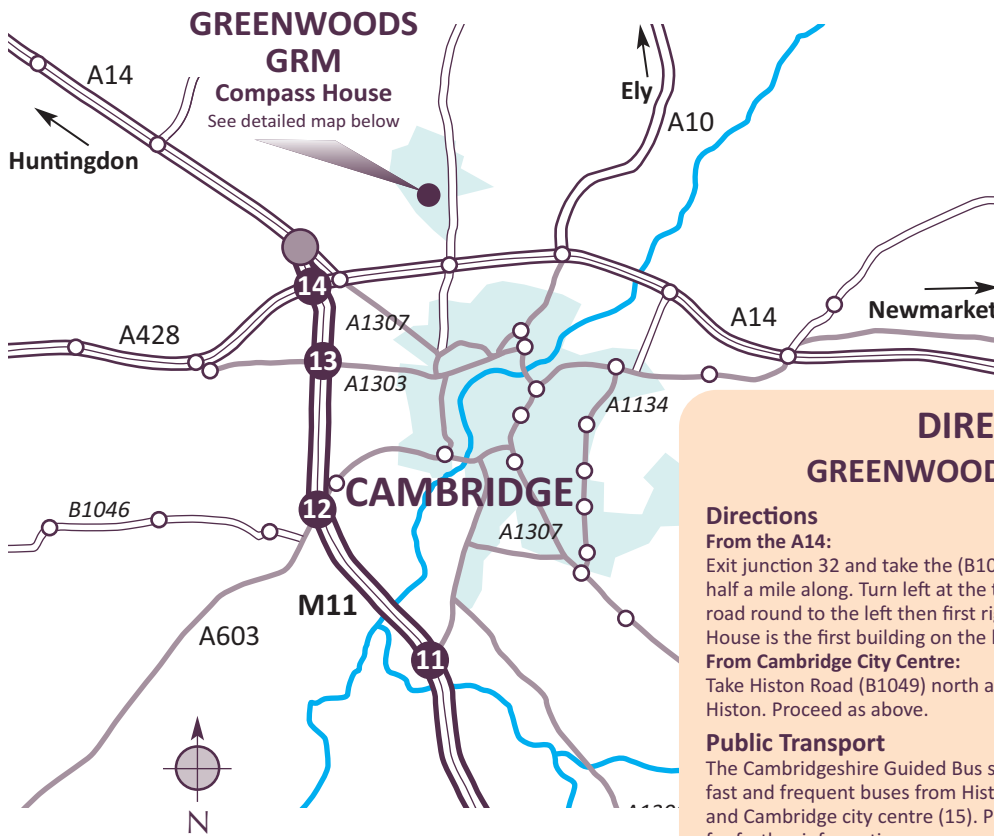 GREENWOODS
GRM
Compass House
See detailed map below
A14
Huntingdon
Ely
A10
14
A428
A1307
13
A1303
A14
Newmarket
A1134
CAMBRIDGE
12
B1046
A1307
M11
A603
11
N
DIRE
GREENWOOD
Directions
From the A14:
Exit junction 32 and take the (B10
half a mile along. Turn left at the
road round to the left then first
House is the first building on the
From Cambridge City Centre:
Take Histon Road (B1049) north a
Histon. Proceed as above.
Public Transport
The Cambridgeshire Guided Bus
fast and frequent buses from Hist
and Cambridge city centre (15). P